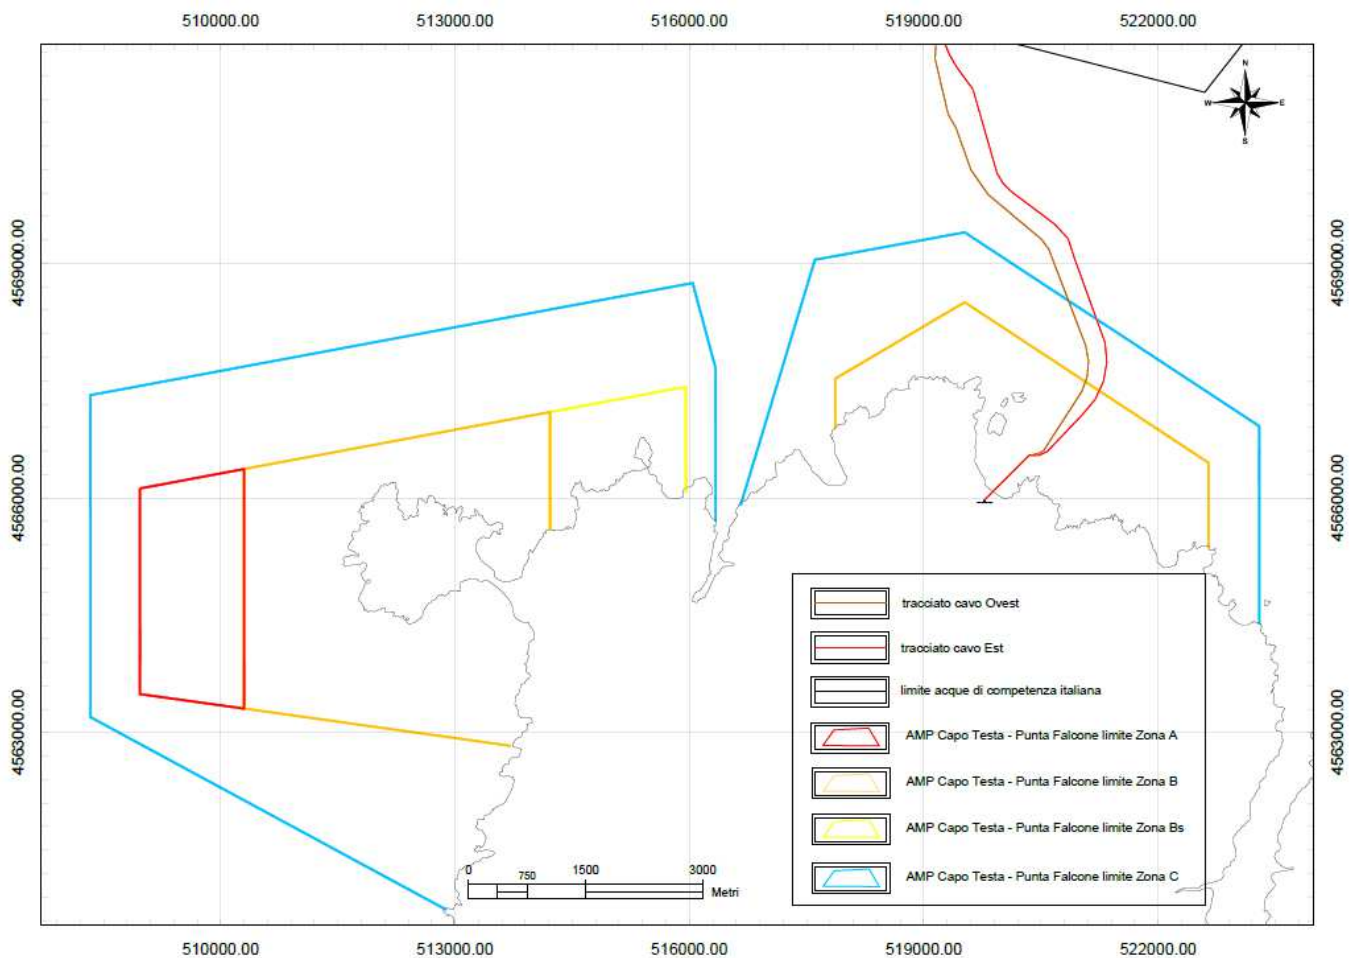 510000.00 513000.00 516000.00 519000.00 522000.00
N
W E
S
4569000.00 4569000.00
4566000.00 4566000.00
4563000.00 4563000.00
tracciato cavo Ovest
tracciato cavo Est
limite acque di competenza italiana
AMP Capo Testa - Punta Falcone limite Zona A
AMP Capo Testa - Punta Falcone limite Zona B
AMP Capo Testa - Punta Falcone limite Zona Bs
AMP Capo Testa - Punta Falcone limite Zona C
0 750 1500 3000
Metri
510000.00 513000.00 516000.00 519000.00 522000.00